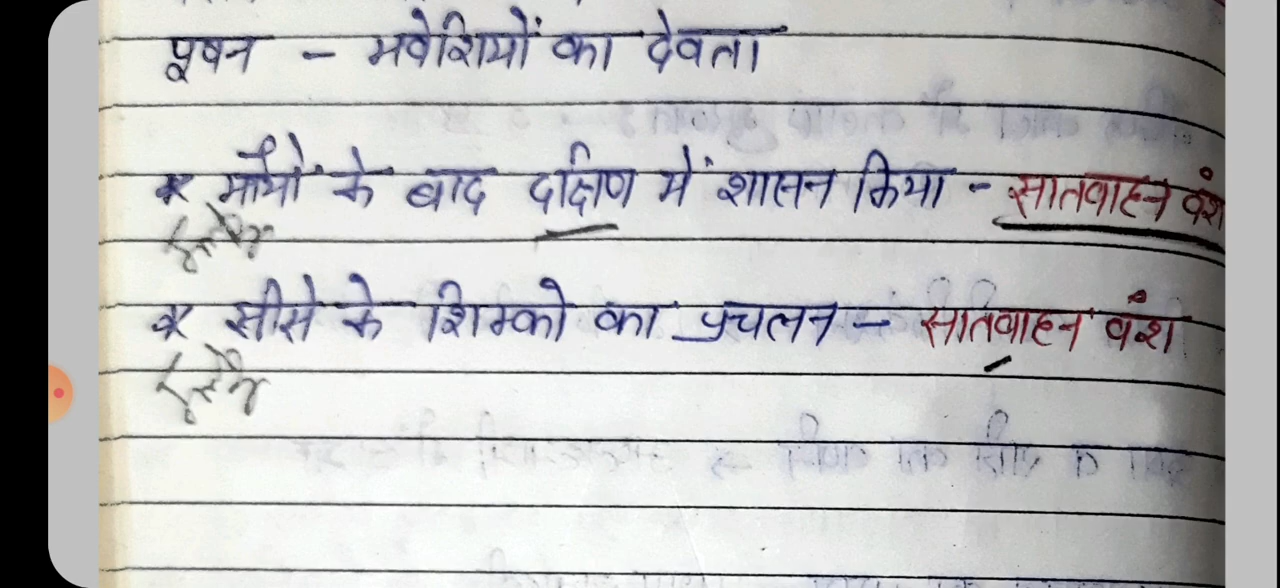 पूषन - मवेशियों का देवता
* मौर्यो के बाद दक्षिण में शासन किया - सातवाहन वंश
* सीसे के शिक्को का प्रचलन - सातवाहन वंश